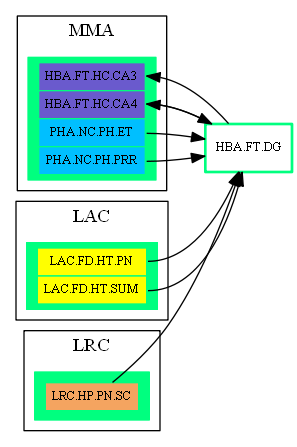 MMA
HBA.FT.HC.CA3
HBA.FT.HC.CA4
PHA.NC.PH.ET
PHA.NC.PH.PRR
HBA.FT.DG
LAC
LAC.FD.HT.PN
LAC.FD.HT.SUM
LRC
LRC.HP.PN.SC